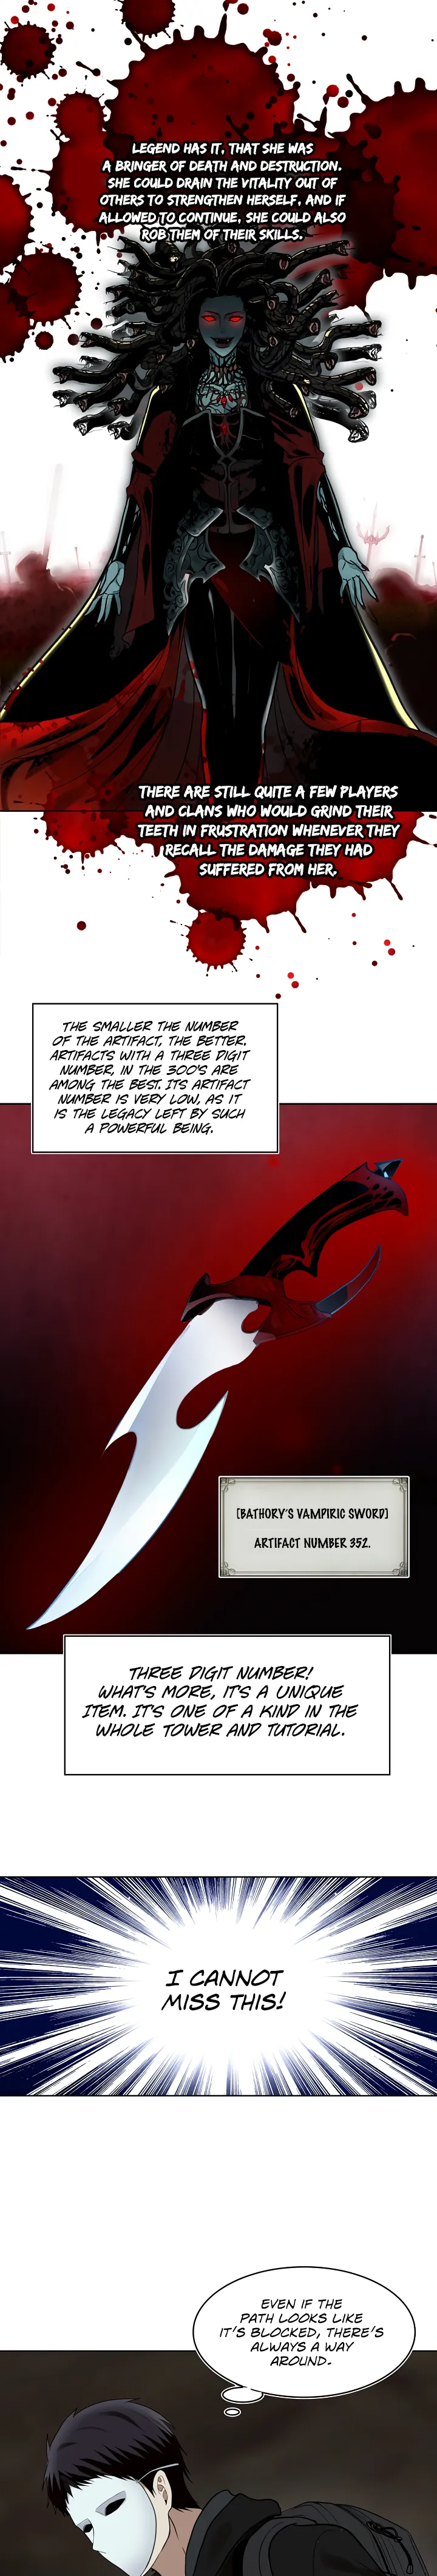 LEGEND HAS IT, THAT SHE WAS
A BRINGER OF DEATH AND DESTRUCTION.
SHE COULD DRAIN THE VITALITY OUT OF
OTHERS TO STRENGTHEN HERSELF, AND IF
ALLOWED TO CONTINUE, SHE COULD ALSO
ROB THEM OF THEIR SKILLS.
THERE ARE STILL QUITE A FEW PLAYERS
AND CLANS WHO WOULD GRIND THEIR
TEETH IN FRUSTRATION WHENEVER THEY
RECALL THE DAMAGE THEY HAD
SUFFERED FROM HER.
THE SMALLER THE NUMBER
OF THE ARTIFACT, THE BETTER.
ARTIFACTS WITH A THREE DIGIT
NUMBER, IN THE 300'S ARE
AMONG THE BEST. ITS ARTIFACT
NUMBER IS VERY LOW, AS IT
IS THE LEGACY LEFT BY SUCH
A POWERFUL BEING.
[BATHORY'S VAMPIRIC SWORD]
ARTIFACT NUMBER 352.
THREE DIGIT NUMBER!
WHAT'S MORE, IT'S A UNIQUE
ITEM. IT'S ONE OF A KIND IN THE
WHOLE TOWER AND TUTORIAL.
I CANNOT
MISS THIS!
EVEN IF THE
PATH LOOKS LIKE
IT'S BLOCKED, THERE'S
ALWAYS A WAY
AROUND.